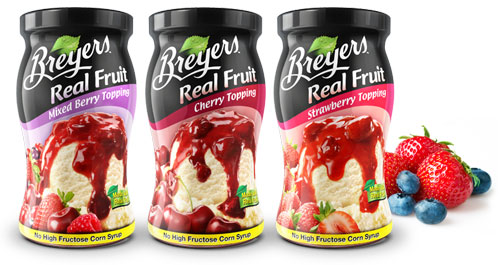 Breyers
Real Fruit
Mixed Berry Topping
No High Fructose Corn Syrup
Breyers
Real Fruit
Cherry Topping
No High Fructose Corn Syrup
Breyers
Real Fruit
Strawberry Topping
No High Fructose Corn Syrup